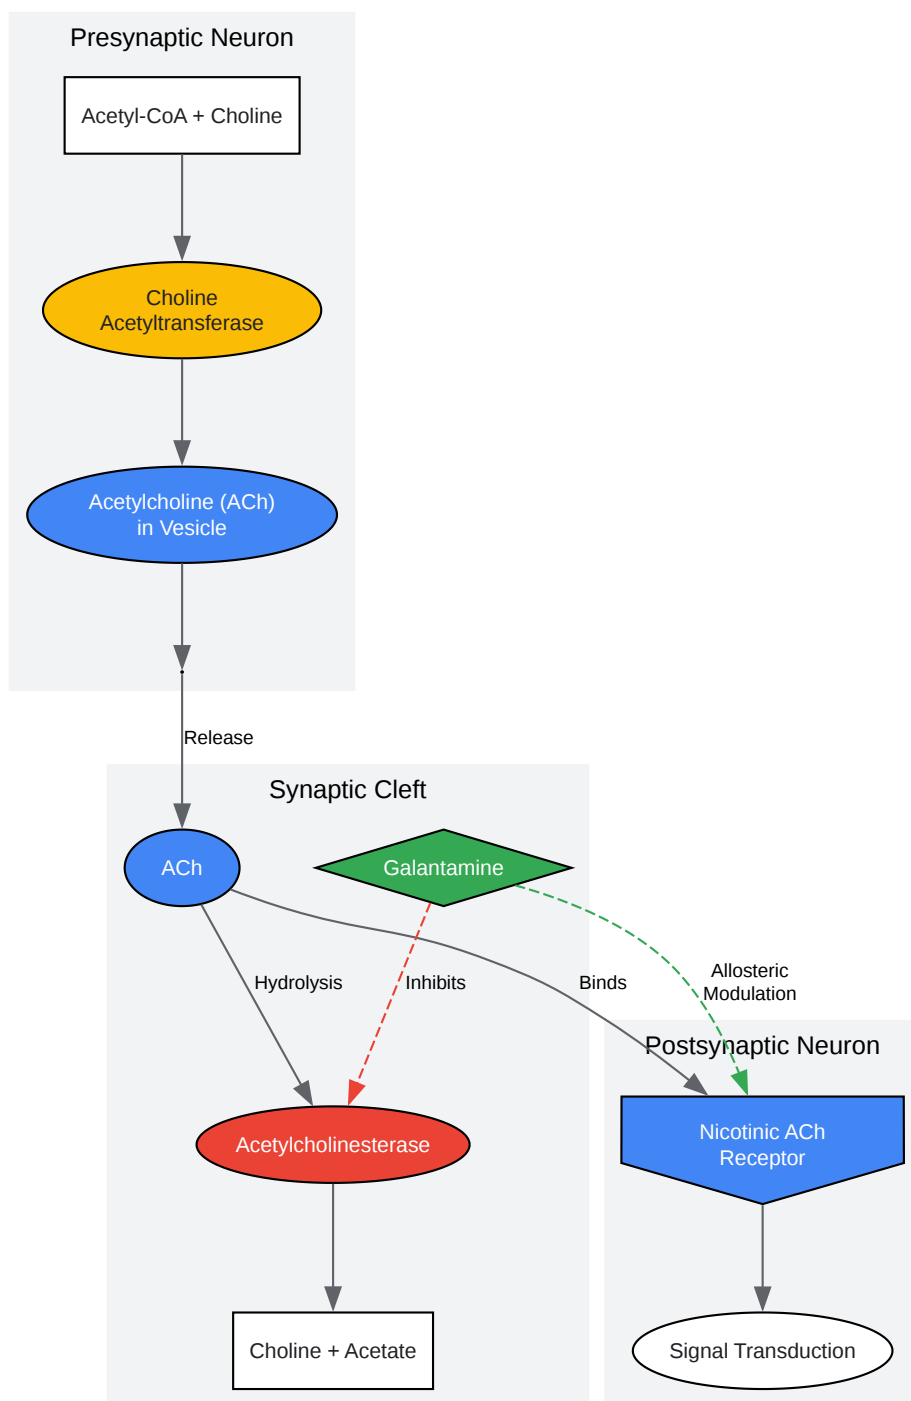 Presynaptic Neuron
Acetyl-CoA + Choline
Choline
Acetyltransferase
Acetylcholine (ACh)
in Vesicle
Release
Synaptic Cleft
ACh
Galantamine
Hydrolysis
Inhibits
Binds
Allosteric
Modulation
Postsynaptic Neuron
Acetylcholinesterase
Nicotinic ACh
Receptor
Choline + Acetate
Signal Transduction